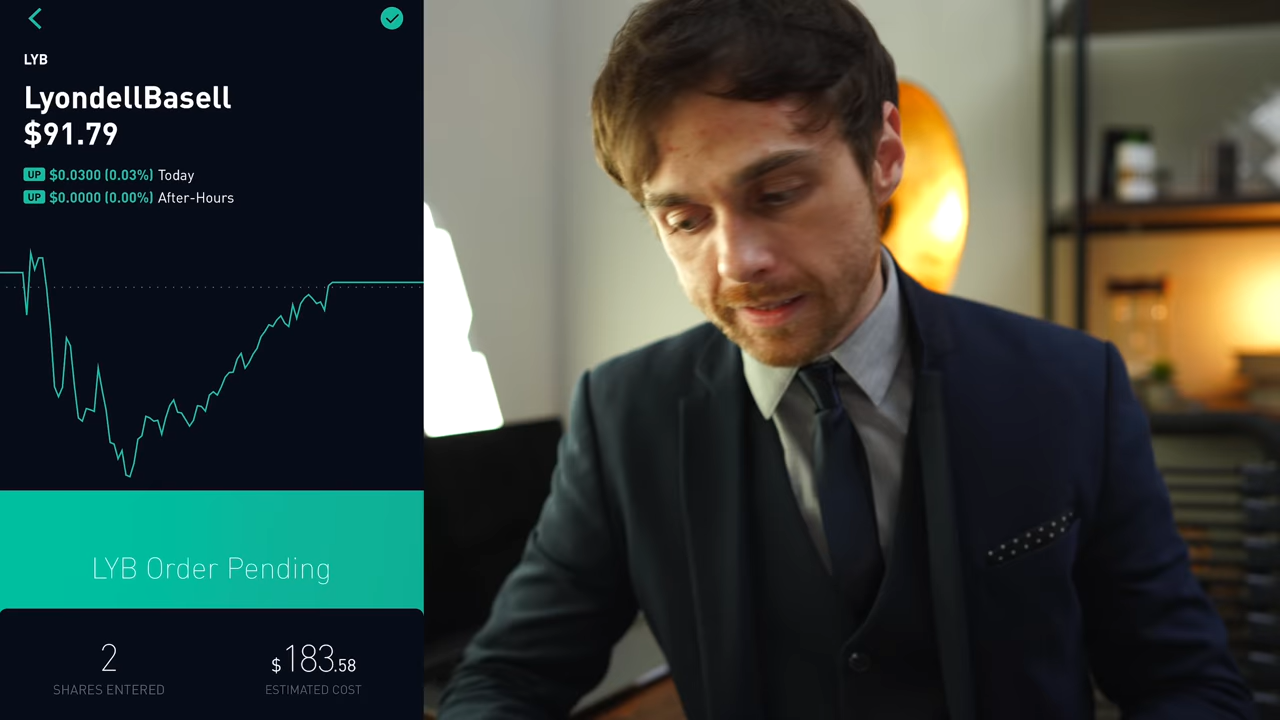 LYB
LyondellBasell
$91.79
UP $0.0300 (0.03%) Today
UP $0.0000 (0.00%) After-Hours
LYB Order Pending
2 $183.58
SHARES ENTERED ESTIMATED COST